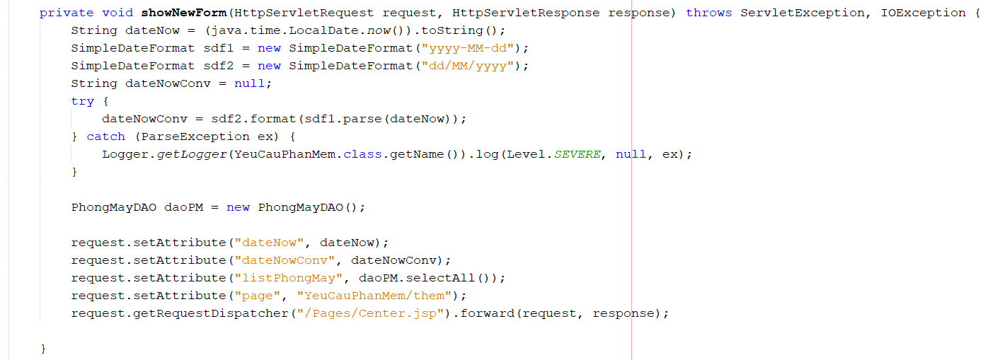 private void showNewForm(HttpServletRequest request, HttpServletResponse response) throws ServletException, IOException {
String dateNow = (java.time.LocalDate.now()).toString();
SimpleDateFormat sdf1 = new SimpleDateFormat("yyyy-MM-dd");
SimpleDateFormat sdf2 = new SimpleDateFormat("dd/MM/yyyy");
String dateNowConv = null;
try {
dateNowConv = sdf2.format(sdf1.parse(dateNow));
} catch (ParseException ex) {
Logger.getLogger(YeuCauPhanMem.class.getName()).log(Level.SEVERE, null, ex);
}
PhongMayDAO daoPM = new PhongMayDAO();
request.setAttribute("dateNow", dateNow);
request.setAttribute("dateNowConv", dateNowConv);
request.setAttribute("listPhongMay", daoPM.selectAll());
request.setAttribute("page", "YeuCauPhanMem/them");
request.getRequestDispatcher("/Pages/Center.jsp").forward(request, response);
}